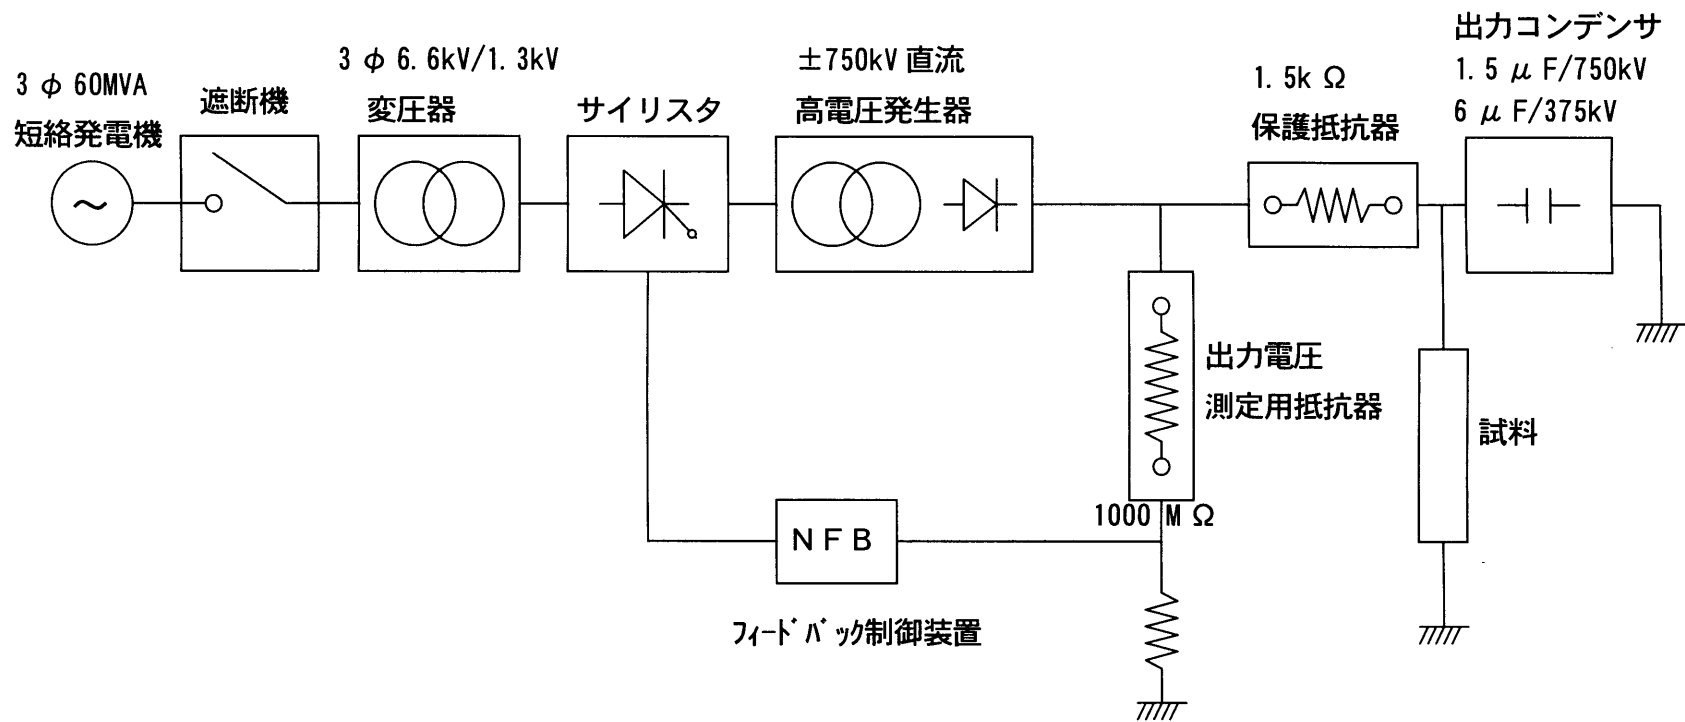 3 φ 60MVA
短絡発電機
遮断機
3 φ 6.6kV/1.3kV
変圧器
サイリスタ
±750kV 直流
高電圧発生器
1.5k Ω
保護抵抗器
出力コンデンサ
1.5 μ F/750kV
6 μ F/375kV
~
出力電圧
測定用抵抗器
1000 M Ω
試料
NFB
フィードバック制御装置